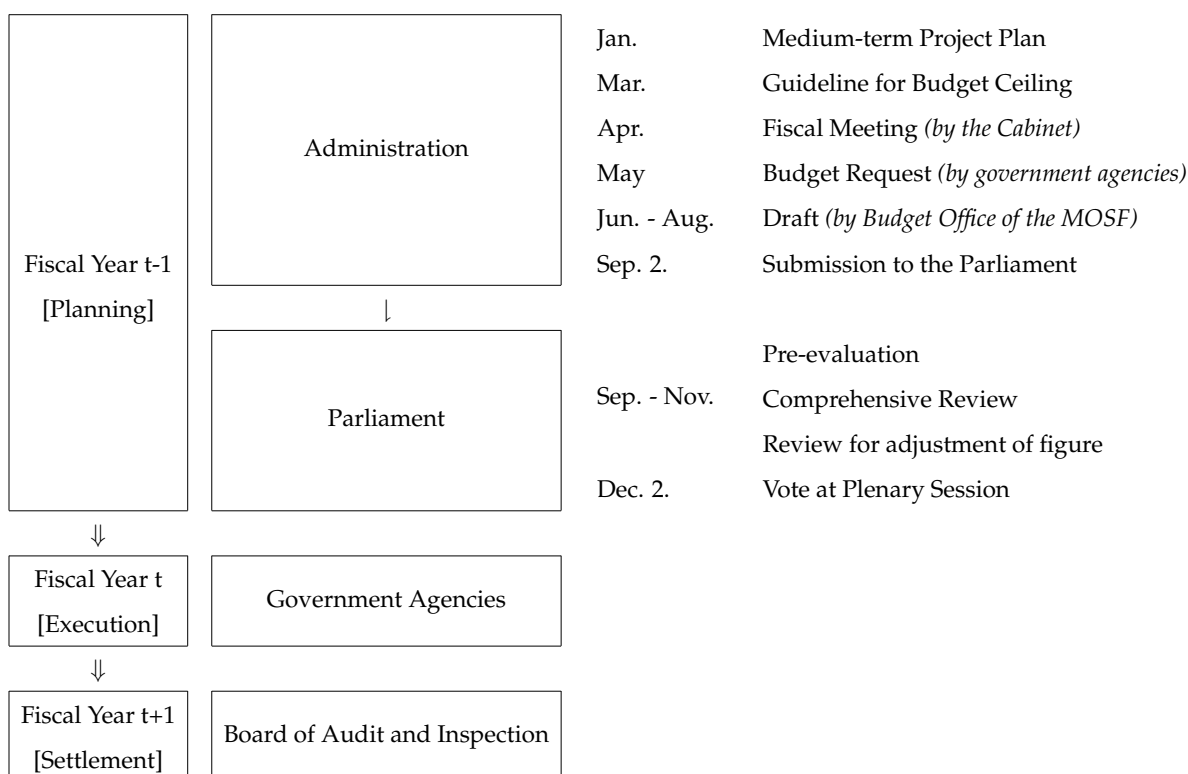 Fiscal Year t-1
[Planning]
Administration
Jan. Medium-term Project Plan
Mar. Guideline for Budget Ceiling
Apr. Fiscal Meeting (by the Cabinet)
May Budget Request (by government agencies)
Jun. - Aug. Draft (by Budget Office of the MOSF)
Sep. 2. Submission to the Parliament
⇂
Parliament
Pre-evaluation
Sep. - Nov. Comprehensive Review
Review for adjustment of figure
Dec. 2. Vote at Plenary Session
⇓
Fiscal Year t
[Execution]
Government Agencies
⇓
Fiscal Year t+1
[Settlement]
Board of Audit and Inspection